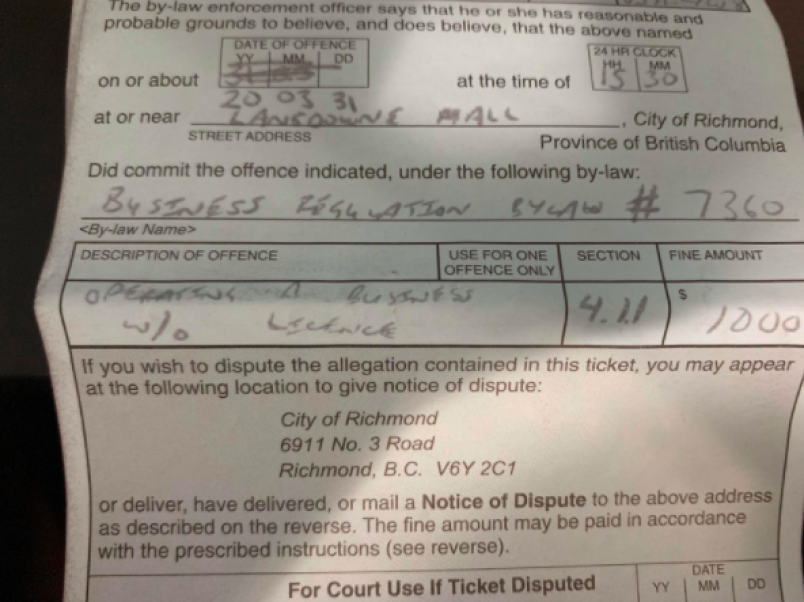 The by-law enforcement officer says that he or she has reasonable and
probable grounds to believe, and does believe, that the above named
DATE OF OFFENCE
YY MM DD
24 HR CLOCK
HH MM
on or about
at the time of 15 30
20 03 31
at or near LANSDOWNE MALL, City of Richmond,
STREET ADDRESS
Province of British Columbia
Did commit the offence indicated, under the following by-law:
BUSINESS REGULATION BYLAW # 7360
<By-law Name>
DESCRIPTION OF OFFENCE
USE FOR ONE
OFFENCE ONLY
SECTION
FINE AMOUNT
OPERATING A BUSINESS
w/o LICENCE
4.1.1
$ 1000
If you wish to dispute the allegation contained in this ticket, you may appear
at the following location to give notice of dispute:
City of Richmond
6911 No. 3 Road
Richmond, B.C. V6Y 2C1
or deliver, have delivered, or mail a Notice of Dispute to the above address
as described on the reverse. The fine amount may be paid in accordance
with the prescribed instructions (see reverse).
For Court Use If Ticket Disputed
DATE
YY MM DD